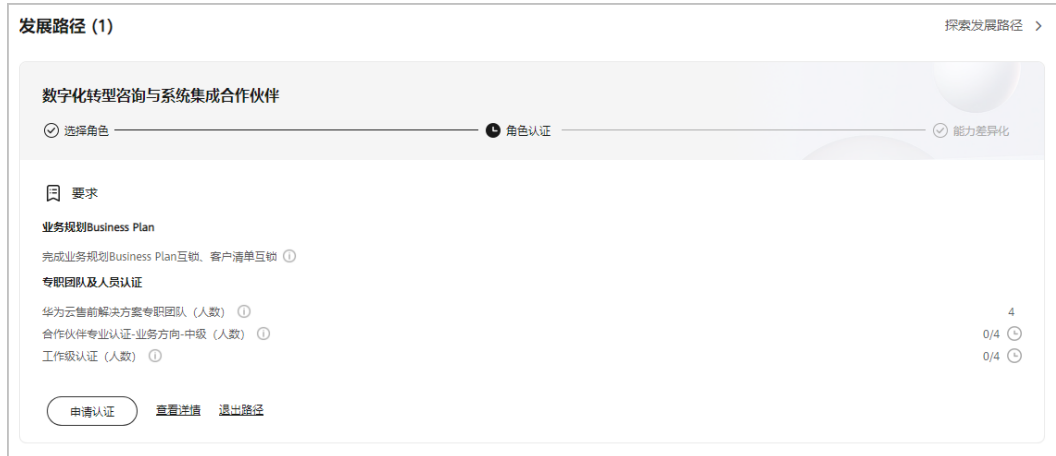 发展路径 (1)
探索发展路径
数字化转型咨询与系统集成合作伙伴
选择角色
角色认证
能力差异化
要求
业务规划Business Plan
完成业务规划Business Plan互锁、客户清单互锁
专职团队及人员认证
华为云售前解决方案专职团队（人数） 4
合作伙伴专业认证-业务方向-中级（人数） 0/4
工作级认证（人数） 0/4
申请认证 查看详情 退出路径